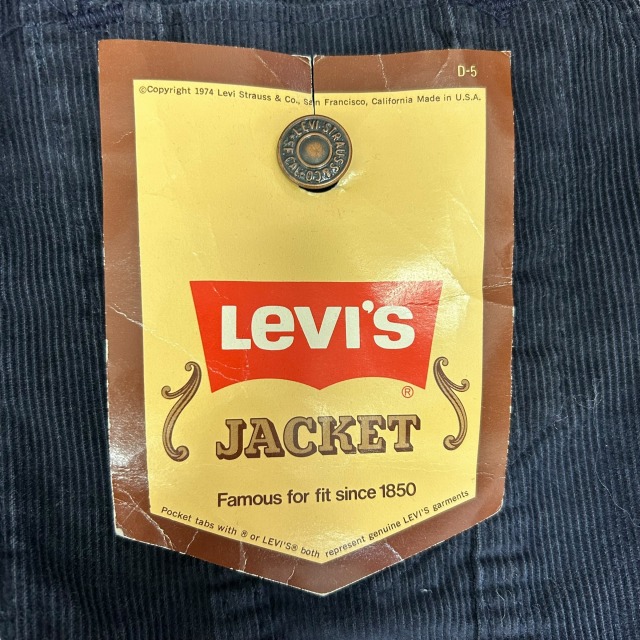 D-5
©Copyright 1974 Levi Strauss & Co., San Francisco, California Made in U.S.A.
LEVI STRAUSS & CO. S.F. CAL
LEVI'S
®
JACKET
Famous for fit since 1850
Pocket tabs with ® or LEVI'S® both represent genuine LEVI'S garments